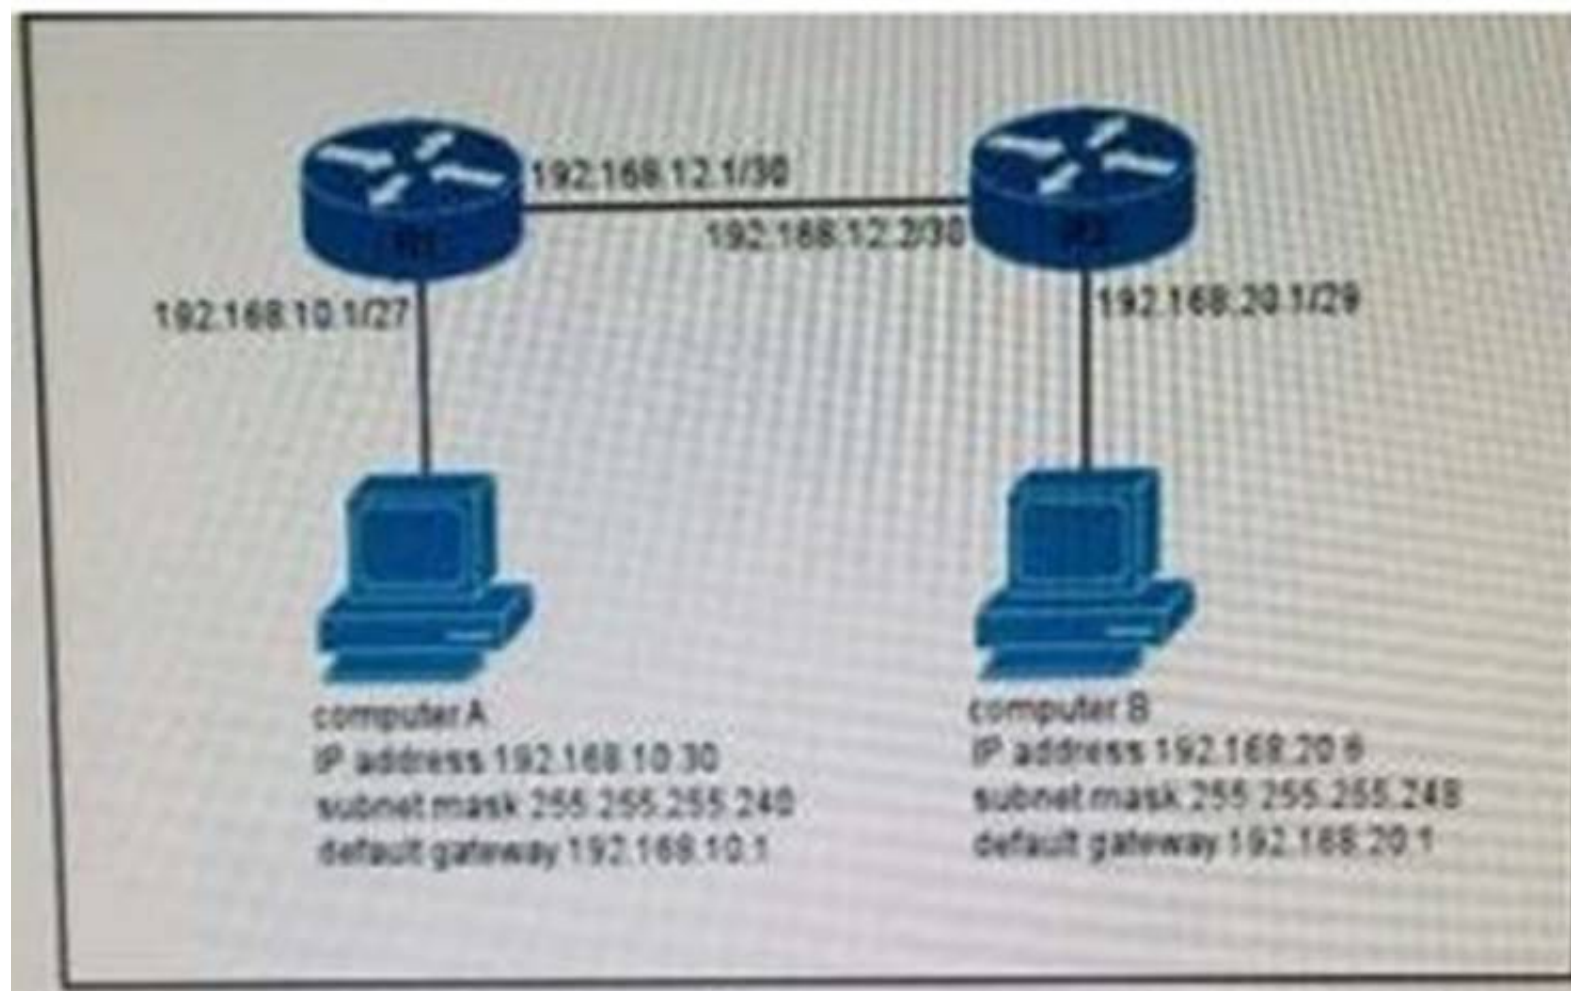 192.168.12.1/30
192.168.12.2/30
R1
192.168.10.1/27
192.168.20.1/29
computer A
IP address 192.168.10.30
subnet mask 255.255.255.240
default gateway 192.168.10.1
computer B
IP address 192.168.20.6
subnet mask 255.255.255.248
default gateway 192.168.20.1